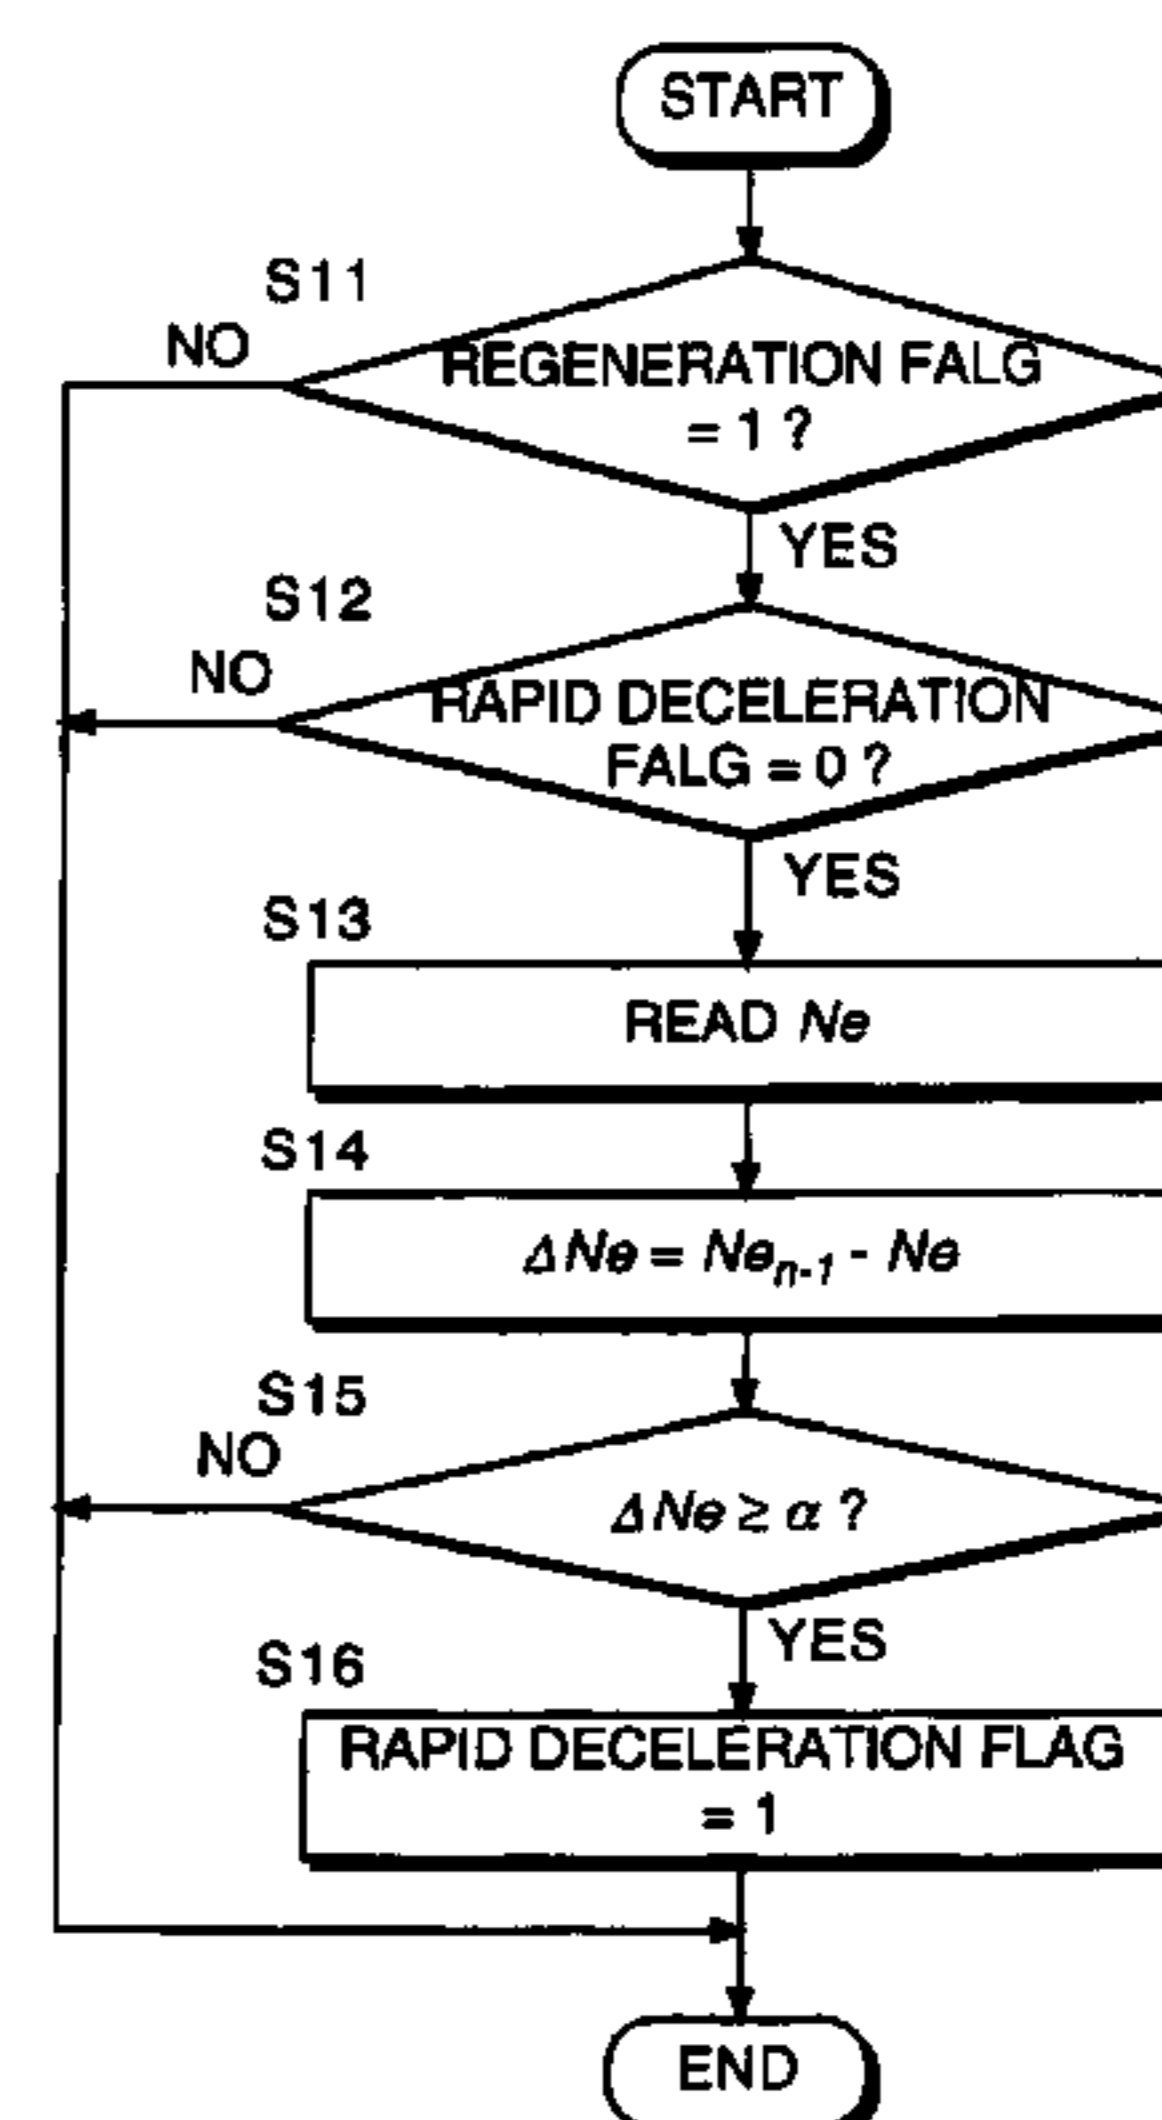 START
S11
NO
REGENERATION FALG
= 1 ?
YES
S12
NO
RAPID DECELERATION
FALG = 0 ?
YES
S13
READ Ne
S14
ΔNe = Neₙ₋₁ - Ne
S15
NO
ΔNe ≥ α ?
YES
S16
RAPID DECELERATION FLAG
= 1
END